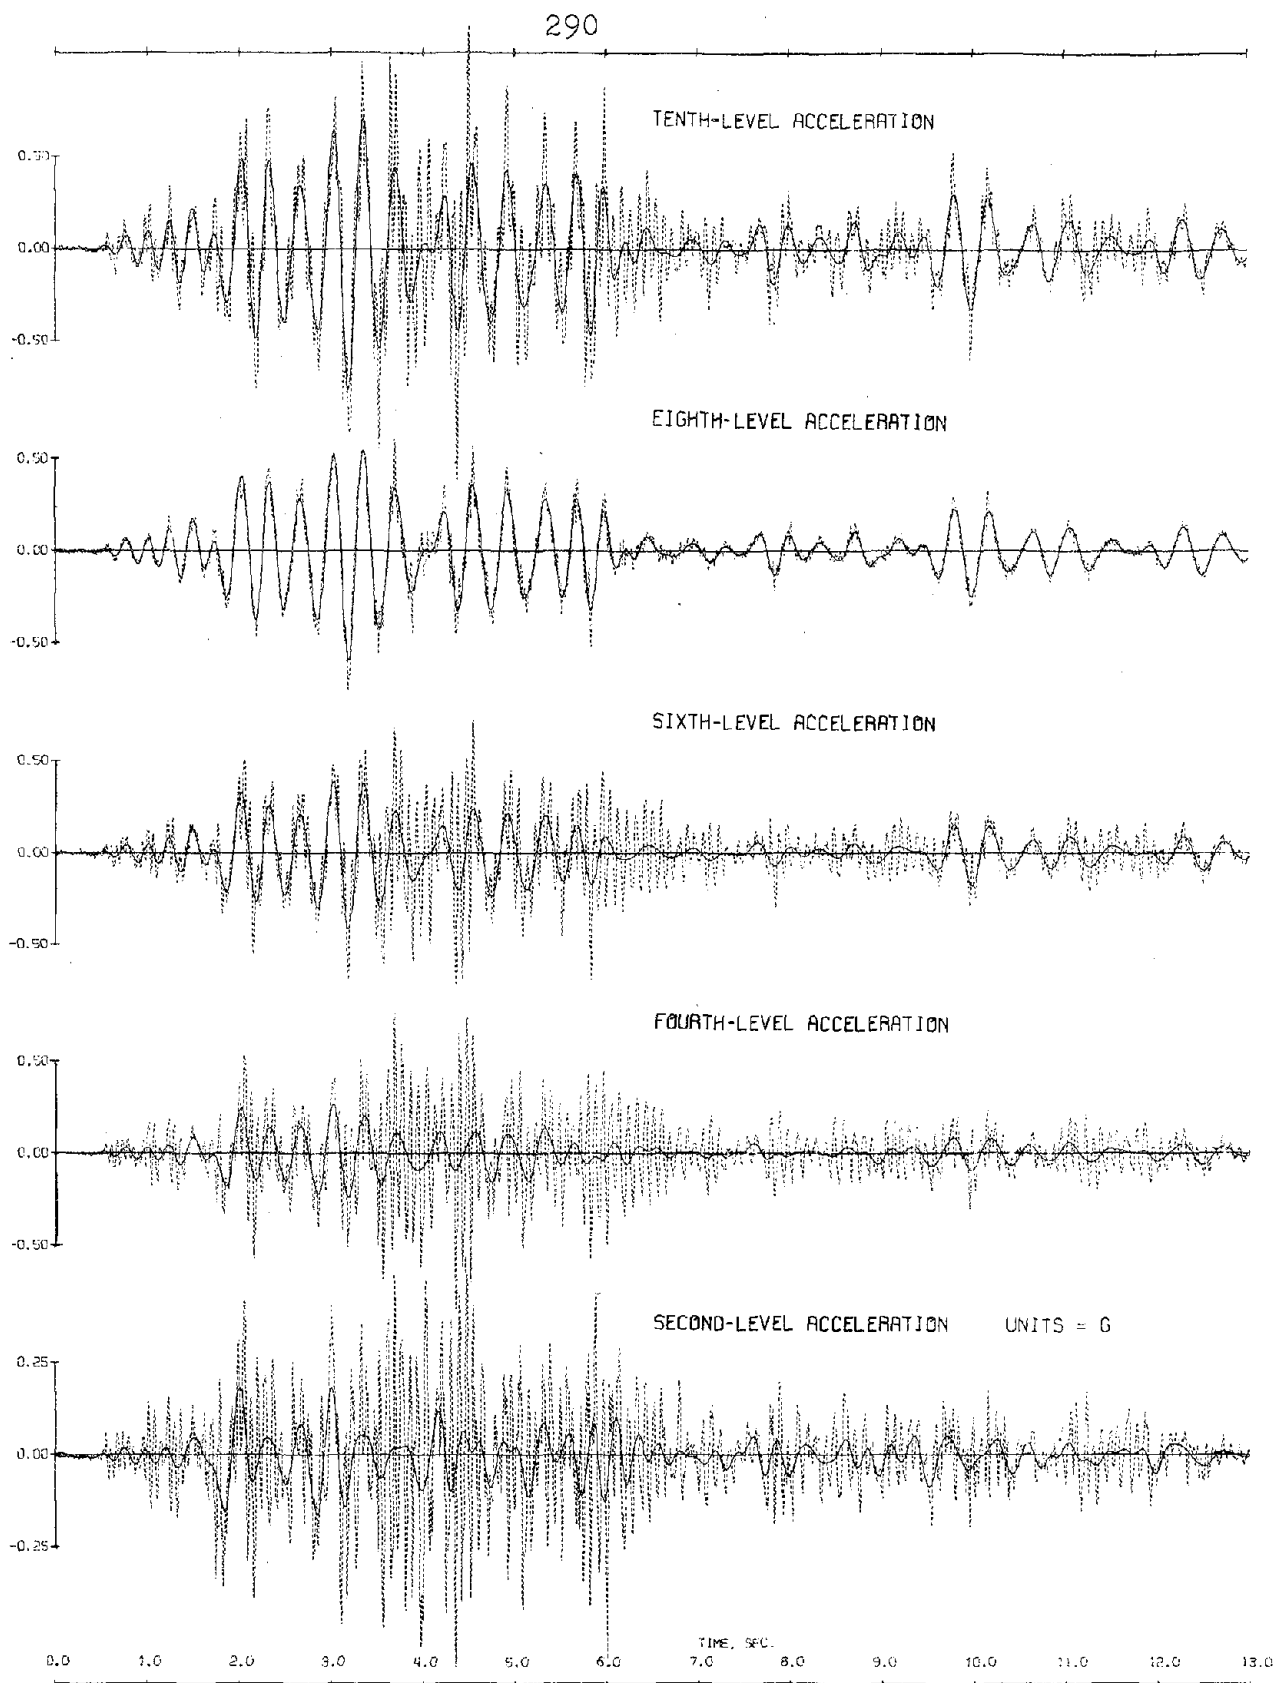 290
TENTH-LEVEL ACCELERATION
0.50
0.00
-0.50
EIGHTH-LEVEL ACCELERATION
0.50
0.00
-0.50
SIXTH-LEVEL ACCELERATION
0.50
0.00
-0.50
FOURTH-LEVEL ACCELERATION
0.50
0.00
-0.50
SECOND-LEVEL ACCELERATION UNITS = G
0.25
0.00
-0.25
TIME, SEC.
0.0 1.0 2.0 3.0 4.0 5.0 6.0 7.0 8.0 9.0 10.0 11.0 12.0 13.0